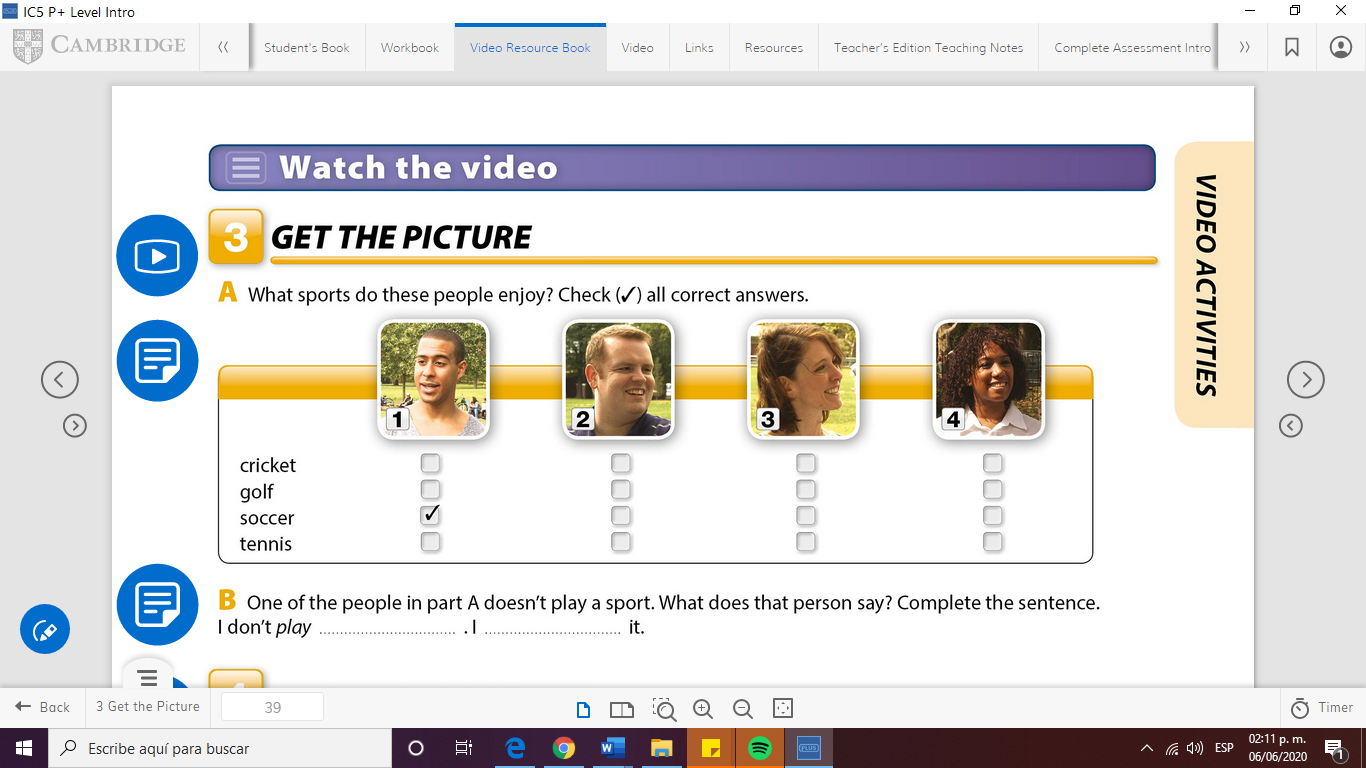 IC5 P+ Level Intro
CAMBRIDGE
Student's Book
Workbook
Video Resource Book
Video
Links
Resources
Teacher's Edition Teaching Notes
Complete Assessment Intro
Watch the video
VIDEO ACTIVITIES
3 GET THE PICTURE
A What sports do these people enjoy? Check (✓) all correct answers.
1 2 3 4
cricket
golf
soccer ✓
tennis
B One of the people in part A doesn't play a sport. What does that person say? Complete the sentence.
I don't play ................................. . I ................................. it.
Back
3 Get the Picture
39
Timer
Escribe aquí para buscar
PLUS
ESP
02:11 p. m.
06/06/2020
1